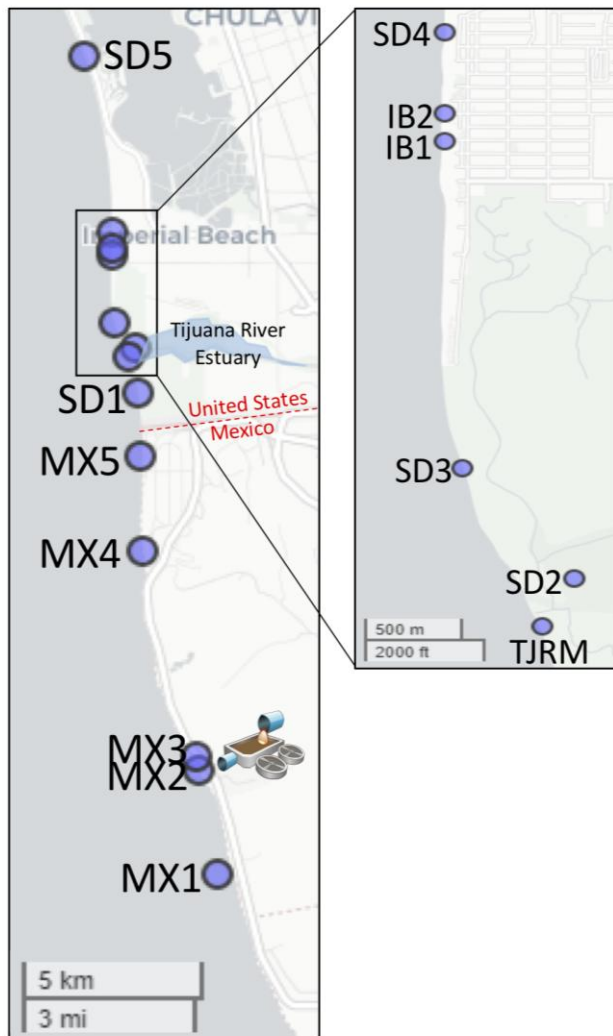 CHULA VI
SD5
Imperial Beach
Tijuana River
Estuary
SD1
United States
Mexico
MX5
MX4
MX3
MX2
MX1
5 km
3 mi
SD4
IB2
IB1
SD3
SD2
TJRM
500 m
2000 ft